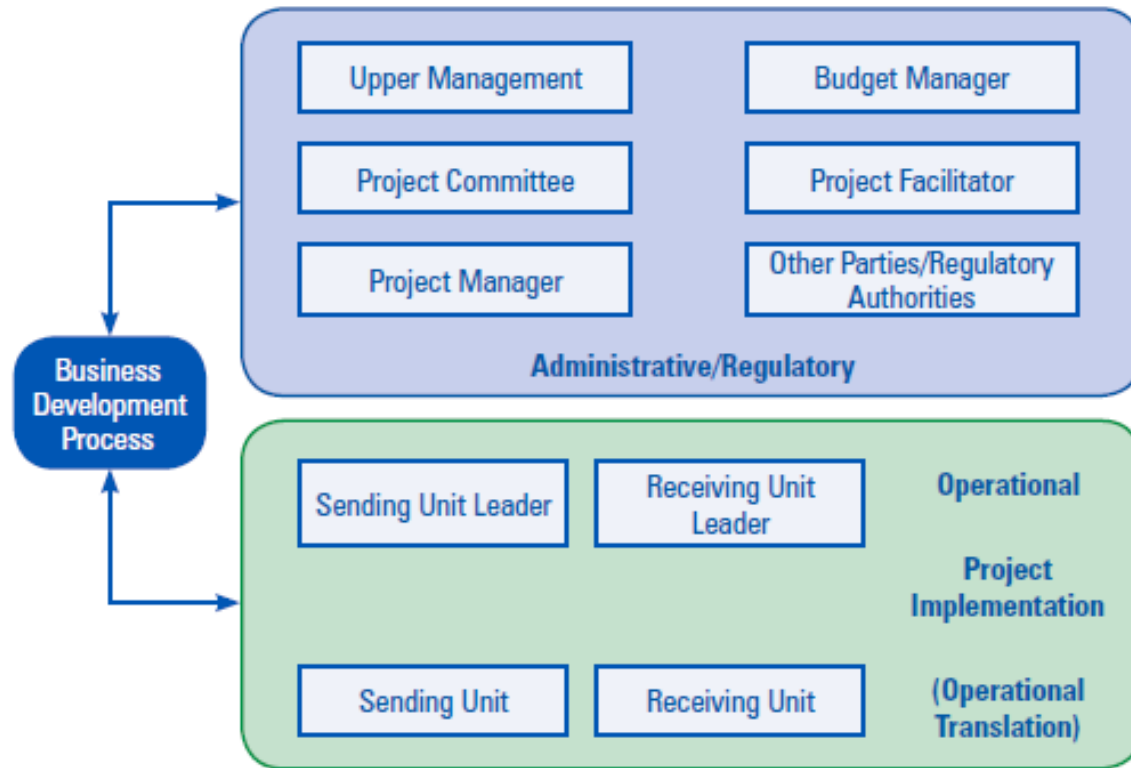 Upper Management
Budget Manager
Project Committee
Project Facilitator
Project Manager
Other Parties/Regulatory
Authorities
Administrative/Regulatory
Business
Development
Process
Sending Unit Leader
Receiving Unit
Leader
Operational
Project
Implementation
Sending Unit
Receiving Unit
(Operational
Translation)